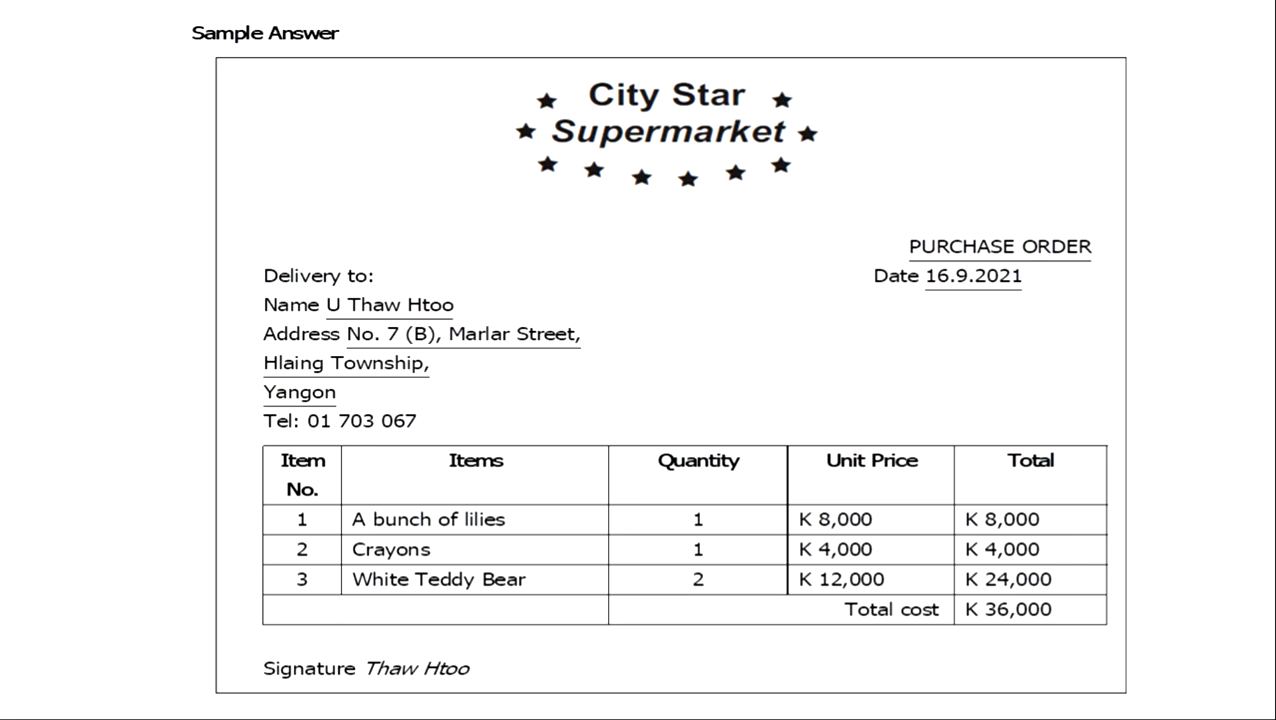 Sample Answer
City Star
Supermarket
PURCHASE ORDER
Delivery to:
Date 16.9.2021
Name U Thaw Htoo
Address No. 7 (B), Marlar Street,
Hlaing Township,
Yangon
Tel: 01 703 067
Item No. Items Quantity Unit Price Total
1 A bunch of lilies 1 K 8,000 K 8,000
2 Crayons 1 K 4,000 K 4,000
3 White Teddy Bear 2 K 12,000 K 24,000
Total cost K 36,000
Signature Thaw Htoo